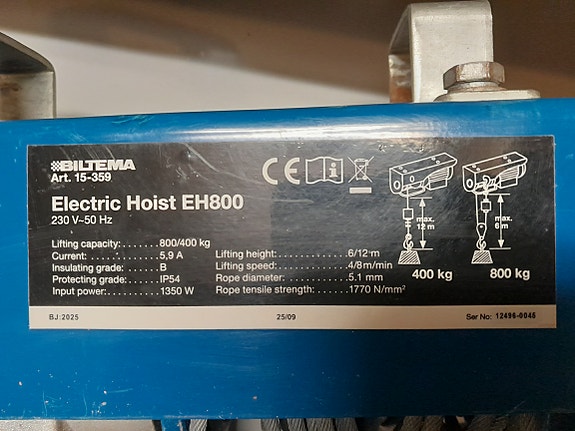 BILTEMA
Art. 15-359
Electric Hoist EH800
230 V~50 Hz
Lifting capacity:.......800/400 kg
Current:.......5,9 A
Insulating grade:.......B
Protecting grade:.......IP54
Input power:.......1350 W
Lifting height:.......6/12 m
Lifting speed:.......4/8 m/min
Rope diameter:.......5.1 mm
Rope tensile strength:.......1770 N/mm²
CE
max.
12 m
400 kg
max.
6 m
800 kg
BJ:2025
25/09
Ser No: 12496-0046